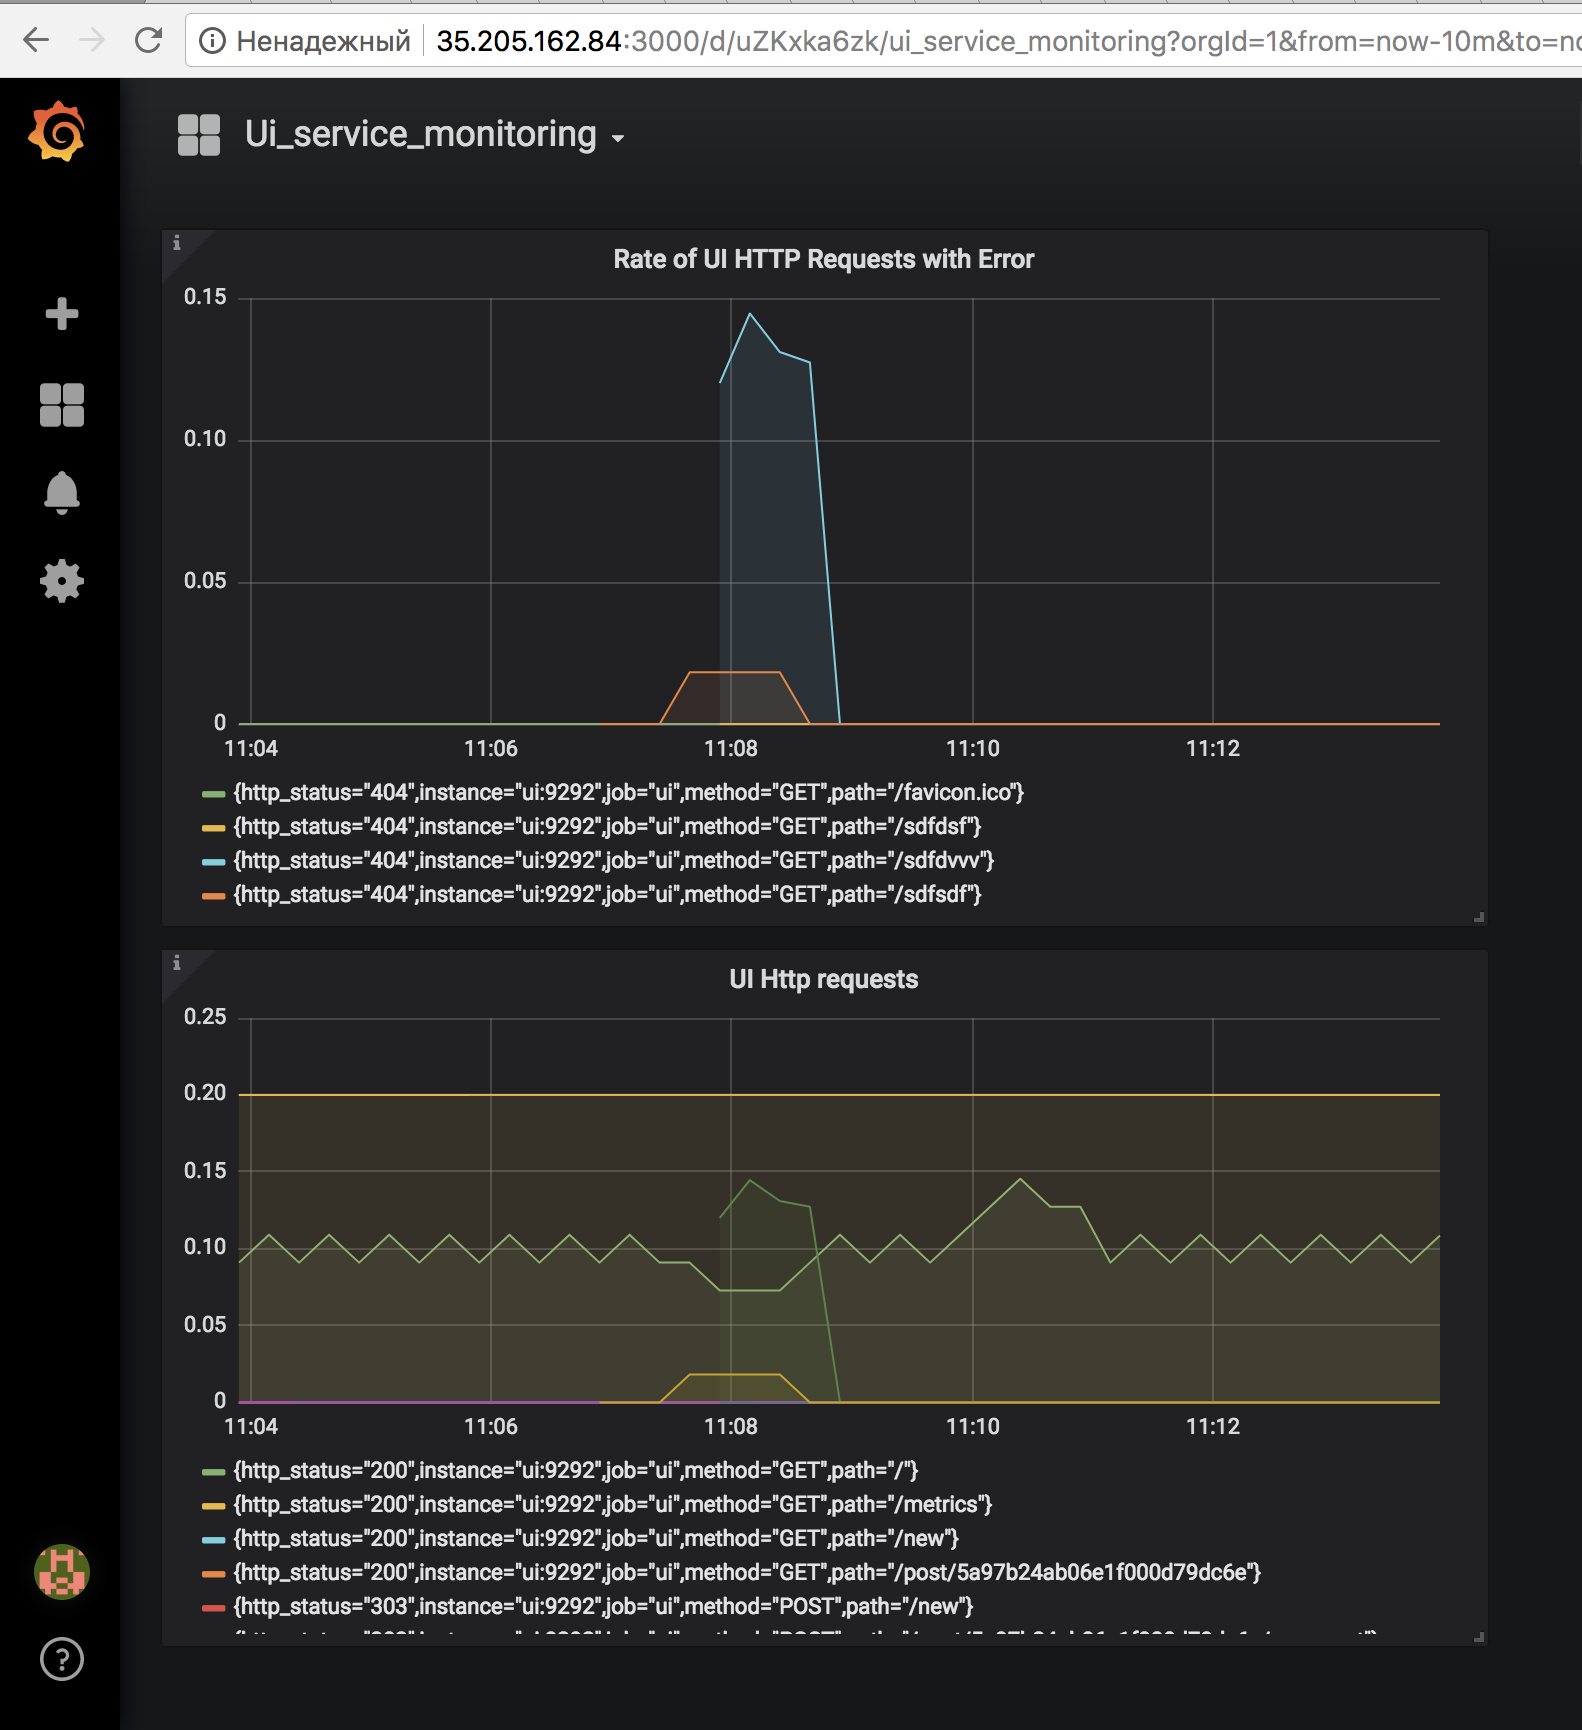 Ненадежный 35.205.162.84:3000/d/uZKxka6zk/ui_service_monitoring?orgId=1&from=now-10m&to=no
Ui_service_monitoring
i
Rate of UI HTTP Requests with Error
0.15
0.10
0.05
0
11:04 11:06 11:08 11:10 11:12
{http_status="404",instance="ui:9292",job="ui",method="GET",path="/favicon.ico"}
{http_status="404",instance="ui:9292",job="ui",method="GET",path="/sdfdsf"}
{http_status="404",instance="ui:9292",job="ui",method="GET",path="/sdfdvvv"}
{http_status="404",instance="ui:9292",job="ui",method="GET",path="/sdfsdf"}
i
UI Http requests
0.25
0.20
0.15
0.10
0.05
0
11:04 11:06 11:08 11:10 11:12
{http_status="200",instance="ui:9292",job="ui",method="GET",path="/"}
{http_status="200",instance="ui:9292",job="ui",method="GET",path="/metrics"}
{http_status="200",instance="ui:9292",job="ui",method="GET",path="/new"}
{http_status="200",instance="ui:9292",job="ui",method="GET",path="/post/5a97b24ab06e1f000d79dc6e"}
{http_status="303",instance="ui:9292",job="ui",method="POST",path="/new"}